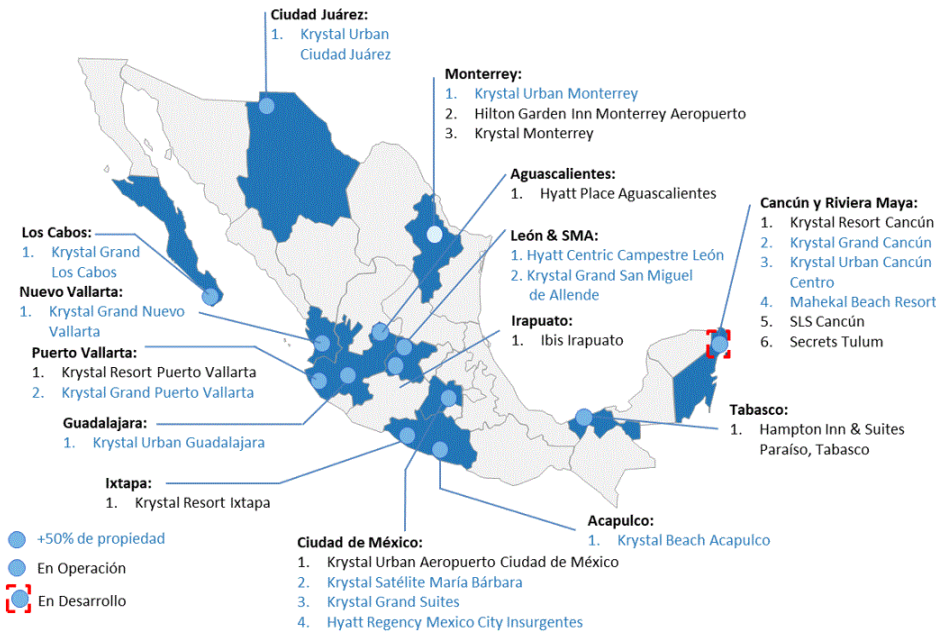 Ciudad Juárez:
1. Krystal Urban
Ciudad Juárez
Monterrey:
1. Krystal Urban Monterrey
2. Hilton Garden Inn Monterrey Aeropuerto
3. Krystal Monterrey
Aguascalientes:
1. Hyatt Place Aguascalientes
León & SMA:
1. Hyatt Centric Campestre León
2. Krystal Grand San Miguel
de Allende
Irapuato:
1. Ibis Irapuato
Cancún y Riviera Maya:
1. Krystal Resort Cancún
2. Krystal Grand Cancún
3. Krystal Urban Cancún
Centro
4. Mahekal Beach Resort
5. SLS Cancún
6. Secrets Tulum
Los Cabos:
1. Krystal Grand
Los Cabos
Nuevo Vallarta:
1. Krystal Grand Nuevo
Vallarta
Puerto Vallarta:
1. Krystal Resort Puerto Vallarta
2. Krystal Grand Puerto Vallarta
Guadalajara:
1. Krystal Urban Guadalajara
Ixtapa:
1. Krystal Resort Ixtapa
Tabasco:
1. Hampton Inn & Suites
Paraíso, Tabasco
Acapulco:
1. Krystal Beach Acapulco
Ciudad de México:
1. Krystal Urban Aeropuerto Ciudad de México
2. Krystal Satélite María Bárbara
3. Krystal Grand Suites
4. Hyatt Regency Mexico City Insurgentes
+50% de propiedad
En Operación
En Desarrollo